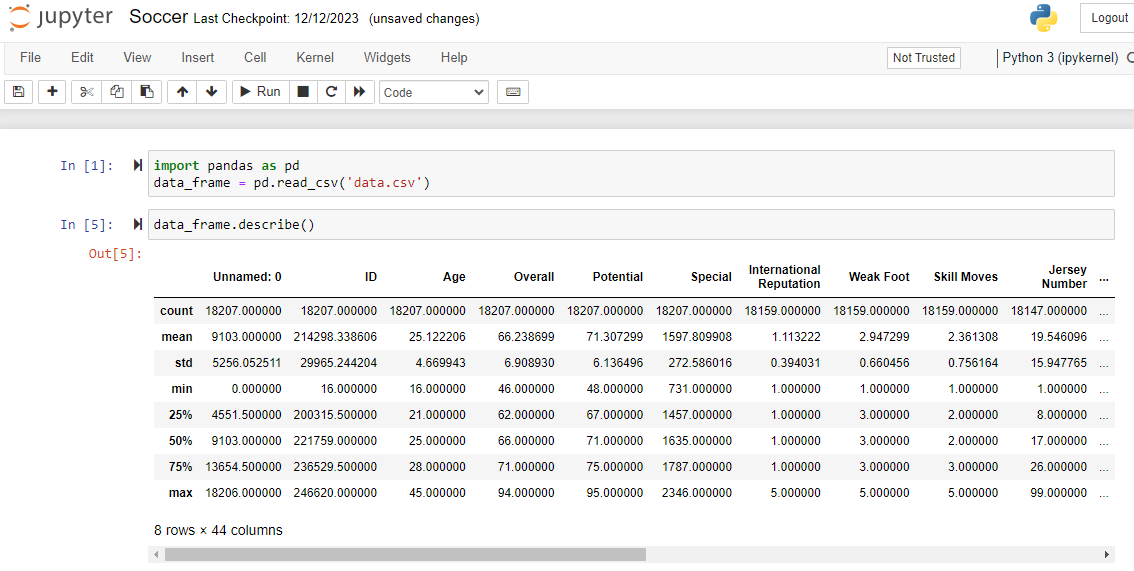 jupyter Soccer Last Checkpoint: 12/12/2023 (unsaved changes) Logout
File Edit View Insert Cell Kernel Widgets Help Not Trusted Python 3 (ipykernel)
Run Code
In [1]: import pandas as pd
data_frame = pd.read_csv('data.csv')
In [5]: data_frame.describe()
Out[5]:
Unnamed: 0 ID Age Overall Potential Special International Reputation Weak Foot Skill Moves Jersey Number ...
count 18207.000000 18207.000000 18207.000000 18207.000000 18207.000000 18207.000000 18159.000000 18159.000000 18159.000000 18147.000000 ...
mean 9103.000000 214298.338606 25.122206 66.238699 71.307299 1597.809908 1.113222 2.947299 2.361308 19.546096 ...
std 5256.052511 29965.244204 4.669943 6.908930 6.136496 272.586016 0.394031 0.660456 0.756164 15.947765 ...
min 0.000000 16.000000 16.000000 46.000000 48.000000 731.000000 1.000000 1.000000 1.000000 1.000000 ...
25% 4551.500000 200315.500000 21.000000 62.000000 67.000000 1457.000000 1.000000 3.000000 2.000000 8.000000 ...
50% 9103.000000 221759.000000 25.000000 66.000000 71.000000 1635.000000 1.000000 3.000000 2.000000 17.000000 ...
75% 13654.500000 236529.500000 28.000000 71.000000 75.000000 1787.000000 1.000000 3.000000 3.000000 26.000000 ...
max 18206.000000 246620.000000 45.000000 94.000000 95.000000 2346.000000 5.000000 5.000000 5.000000 99.000000 ...
8 rows × 44 columns